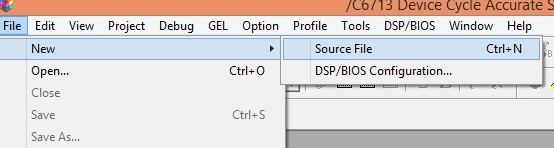 /C6713 Device Cycle Accurate S
File Edit View Project Debug GEL Option Profile Tools DSP/BIOS Window Help
New
Source File Ctrl+N
Open... Ctrl+O
DSP/BIOS Configuration...
Close
Save Ctrl+S
Save As...